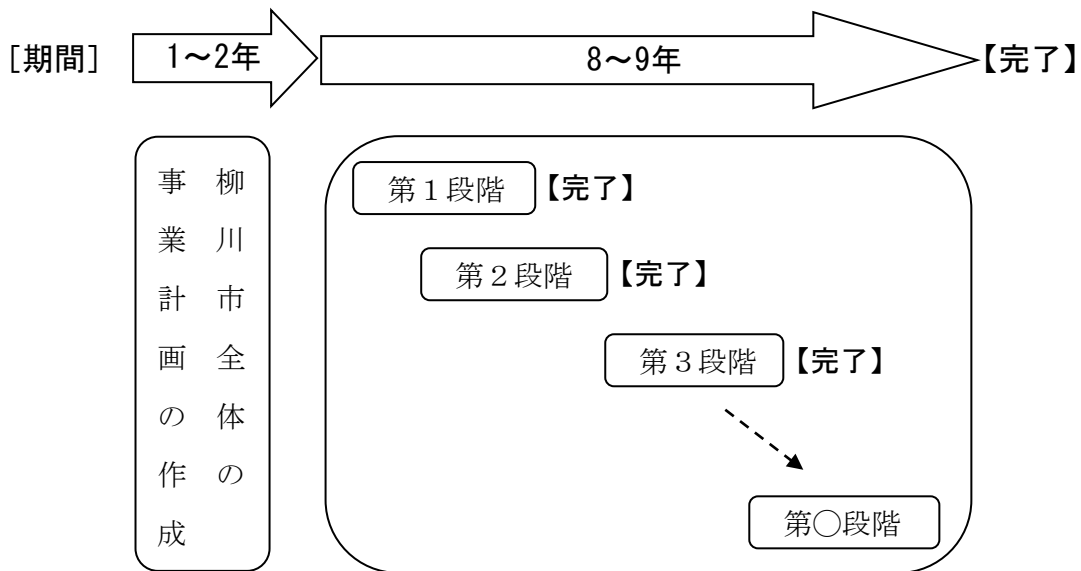 ［期間］
1～2年
8～9年
【完了】
柳川市全体の
事業計画の作成
第１段階
【完了】
第２段階
【完了】
第３段階
【完了】
第○段階